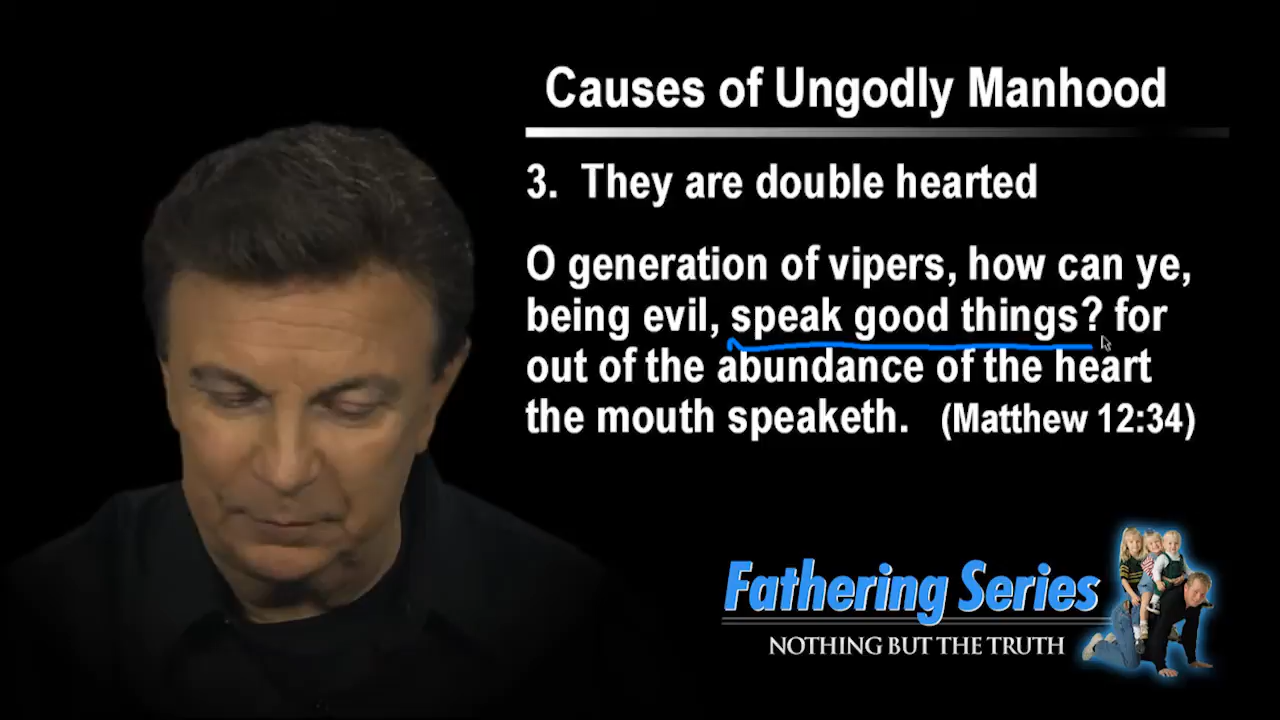 Causes of Ungodly Manhood
3. They are double hearted
O generation of vipers, how can ye,
being evil, speak good things? for
out of the abundance of the heart
the mouth speaketh. (Matthew 12:34)
Fathering Series
NOTHING BUT THE TRUTH